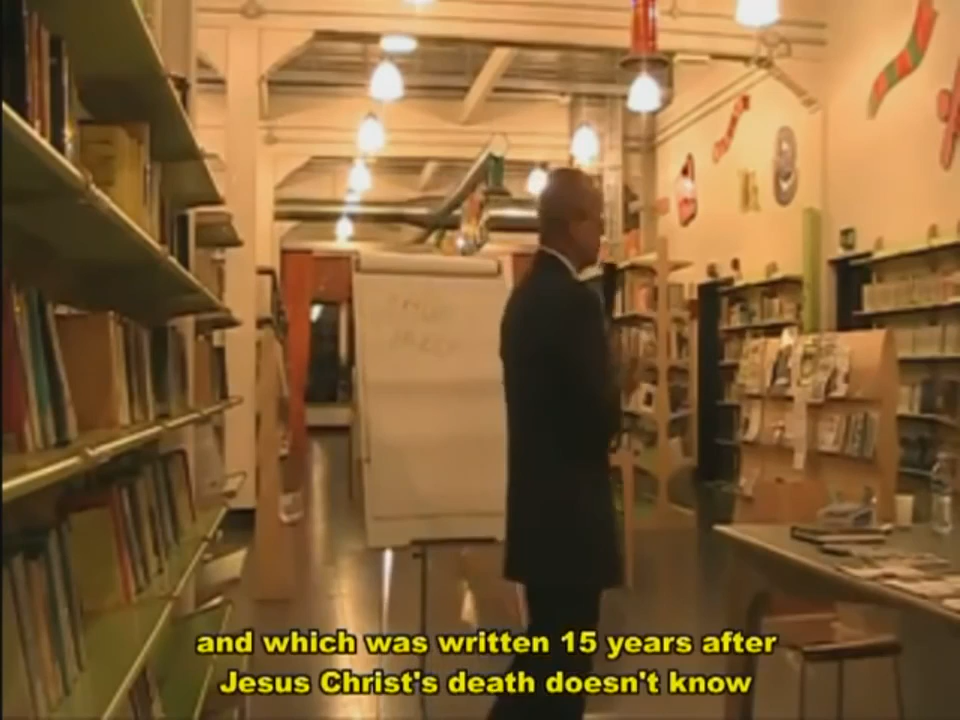 and which was written 15 years after
Jesus Christ's death doesn't know